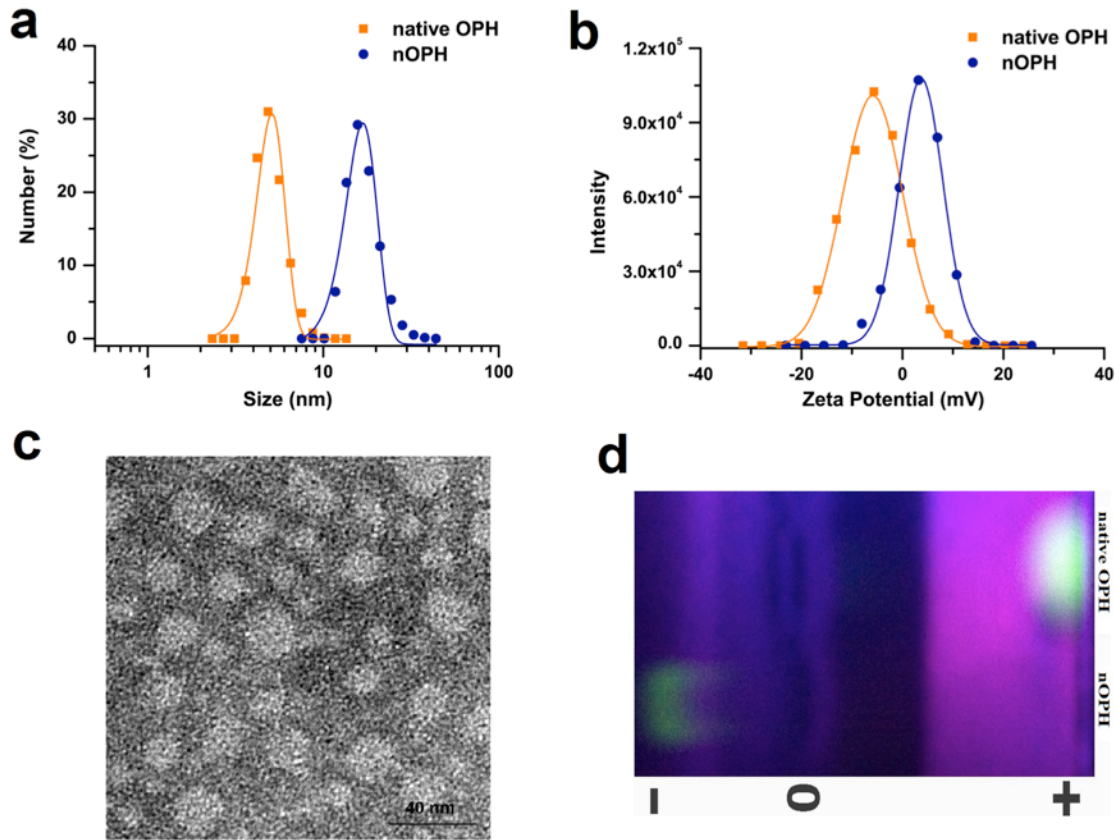 a
native OPH
nOPH
40
30
20
10
0
Number (%)
1
10
100
Size (nm)
b
native OPH
nOPH
1.2x10⁵
9.0x10⁴
6.0x10⁴
3.0x10⁴
0.0
Intensity
-40
-20
0
20
40
Zeta Potential (mV)
c
40 nm
d
native OPH
nOPH
-
0
+